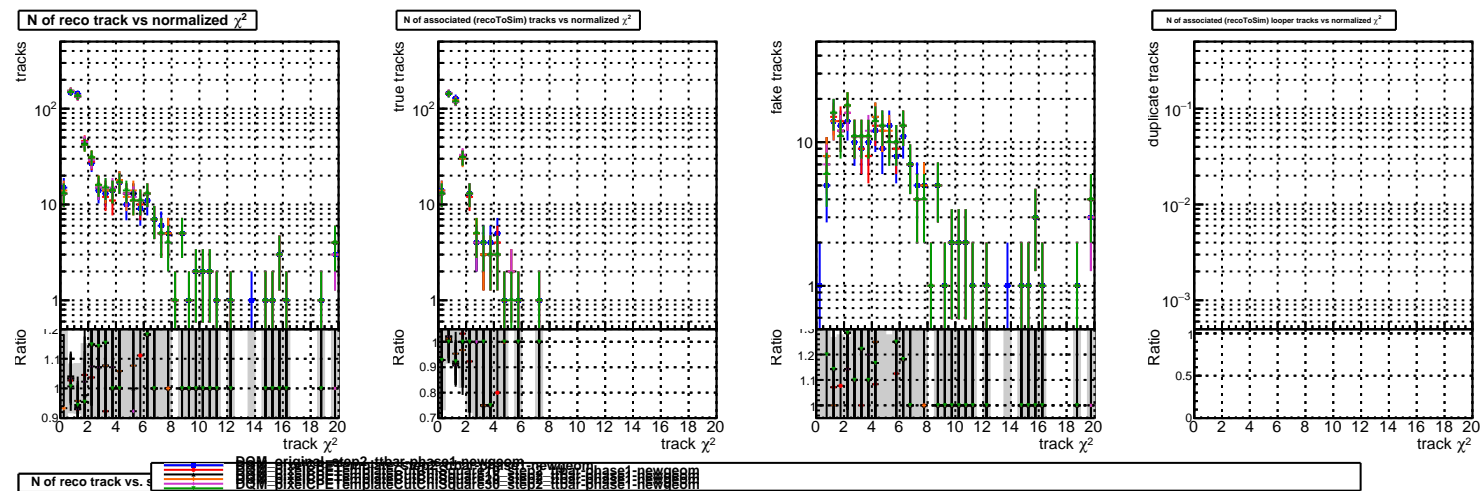 N of reco track vs normalized χ²
tracks
10²
10
1
Ratio
1.2
1.1
1
0.9
0 2 4 6 8 10 12 14 16 18 20
track χ²
N of associated (recoToSim) tracks vs normalized χ²
true tracks
10²
10
1
Ratio
1
0.9
0.8
0.7
0 2 4 6 8 10 12 14 16 18 20
track χ²
fake tracks
10
1
Ratio
1.3
1.2
1.1
1
0 2 4 6 8 10 12 14 16 18 20
track χ²
N of associated (recoToSim) looper tracks vs normalized χ²
duplicate tracks
10⁻¹
10⁻²
10⁻³
Ratio
1
0.5
0
0 2 4 6 8 10 12 14 16 18 20
track χ²
N of reco track vs.